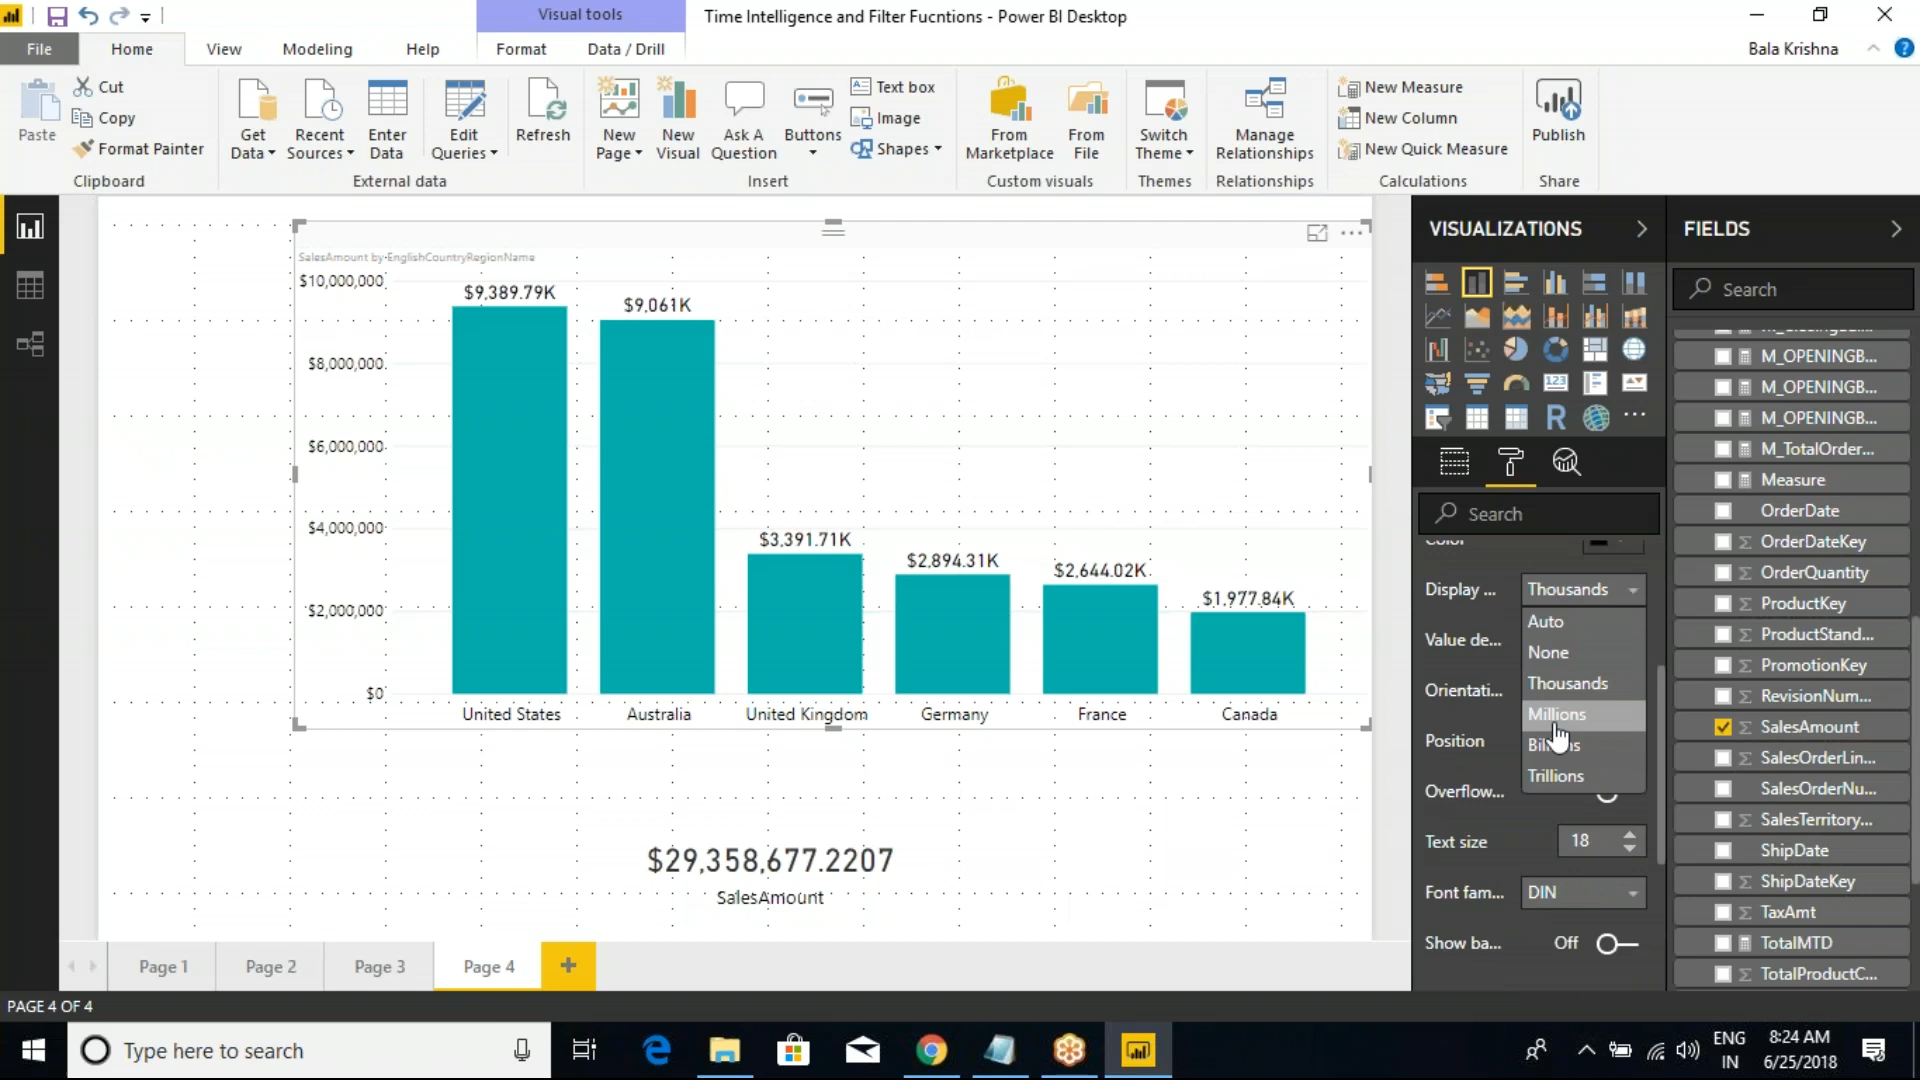 Visual tools
Time Intelligence and Filter Fucntions - Power BI Desktop
File
Home
View
Modeling
Help
Format
Data / Drill
Bala Krishna
?
Paste
Cut
Copy
Format Painter
Clipboard
Get Data
Recent Sources
Enter Data
Edit Queries
Refresh
External data
New Page
New Visual
Ask A Question
Buttons
Text box
Image
Shapes
Insert
From Marketplace
From File
Custom visuals
Switch Theme
Themes
Manage Relationships
Relationships
New Measure
New Column
New Quick Measure
Calculations
Publish
Share
SalesAmount by EnglishCountryRegionName
$10,000,000
$8,000,000
$6,000,000
$4,000,000
$2,000,000
$0
$9,389.79K
$9,061K
$3,391.71K
$2,894.31K
$2,644.02K
$1,977.84K
United States
Australia
United Kingdom
Germany
France
Canada
$29,358,677.2207
SalesAmount
VISUALIZATIONS
123
R
Search
Display ...
Thousands
Auto
None
Thousands
Millions
Trillions
Value de...
Orientati...
Position
Overflow...
Text size
18
Font fam...
DIN
Show ba...
Off
FIELDS
Search
M_OPENINGB...
M_OPENINGB...
M_OPENINGB...
M_TotalOrder...
Measure
OrderDate
OrderDateKey
OrderQuantity
ProductKey
ProductStand...
PromotionKey
RevisionNum...
SalesAmount
SalesOrderLin...
SalesOrderNu...
SalesTerritory...
ShipDate
ShipDateKey
TaxAmt
TotalMTD
TotalProductC...
Page 1
Page 2
Page 3
Page 4
+
PAGE 4 OF 4
Type here to search
ENG
IN
8:24 AM
6/25/2018